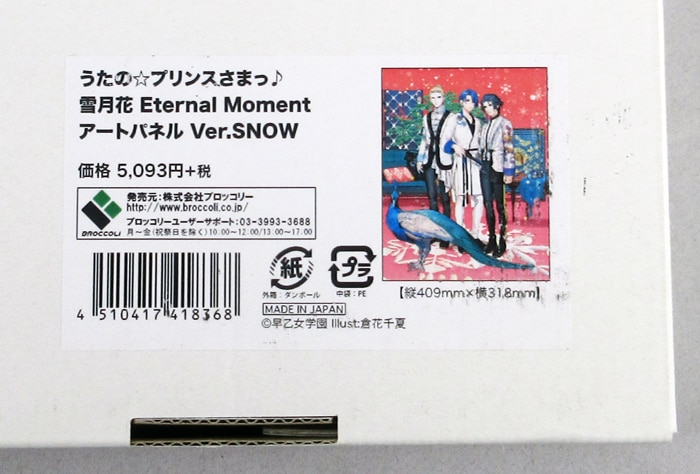 うたの☆プリンスさまっ♪
雪月花 Eternal Moment
アートパネル Ver.SNOW
価格 5,093円+税
発売元:株式会社ブロッコリー
http://www.broccoli.co.jp/
ブロッコリーユーザーサポート:03-3993-3688
月～金(祝祭日を除く)10:00～12:00/13:00～17:00
BROCCOLI
4 510417 418368
紙
外箱:ダンボール
プラ
中袋:PE
MADE IN JAPAN
©早乙女学園 Illust:倉花千夏
【縦409mm×横318mm】